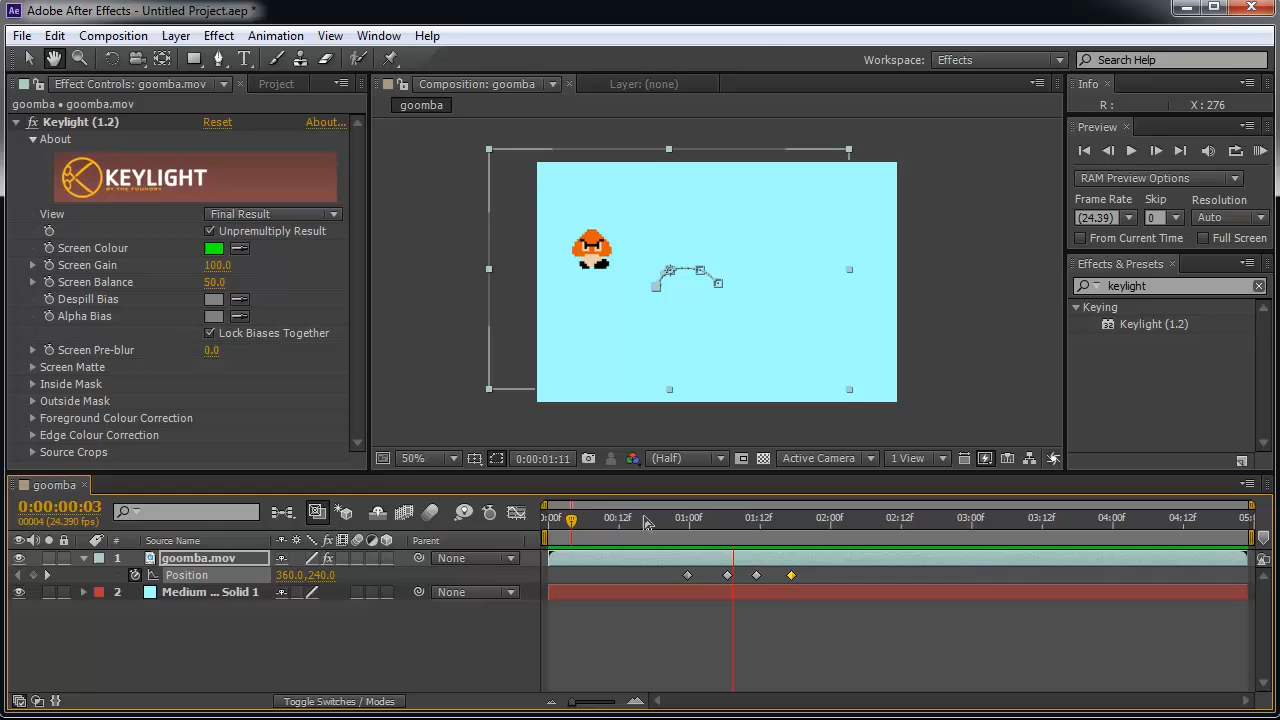 Ae Adobe After Effects - Untitled Project.aep *
File Edit Composition Layer Effect Animation View Window Help
Workspace: Effects Search Help
Effect Controls: goomba.mov Project
goomba • goomba.mov
fx Keylight (1.2) Reset About...
About
KEYLIGHT
BY THE FOUNDRY
View Final Result
Unpremultiply Result
Screen Colour
Screen Gain 100.0
Screen Balance 50.0
Despill Bias
Alpha Bias
Lock Biases Together
Screen Pre-blur 0.0
Screen Matte
Inside Mask
Outside Mask
Foreground Colour Correction
Edge Colour Correction
Source Crops
Composition: goomba Layer: (none)
goomba
50% 0:00:01:11 (Half) Active Camera 1 View
Info
R : X : 276
Preview
RAM Preview Options
Frame Rate Skip Resolution
(24.39) 0 Auto
From Current Time Full Screen
Effects & Presets
keylight
Keying
Keylight (1.2)
goomba
0:00:00:03
00004 (24.390 fps)
):00f 00:12f 01:00f 01:12f 02:00f 02:12f 03:00f 03:12f 04:00f 04:12f 05:
# Source Name fx Parent
1 goomba.mov fx None
Position 360.0,240.0
2 Medium ... Solid 1 None
Toggle Switches / Modes